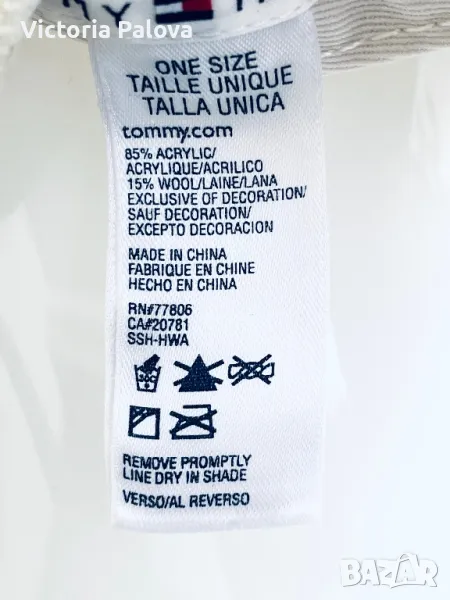 Victoria Palova
ONE SIZE
TAILLE UNIQUE
TALLA UNICA
tommy.com
85% ACRYLIC/
ACRYLIQUE/ACRILICO
15% WOOL/LAINE/LANA
EXCLUSIVE OF DECORATION/
SAUF DECORATION/
EXCEPTO DECORACION
MADE IN CHINA
FABRIQUE EN CHINE
HECHO EN CHINA
RN#77806
CA#20781
SSH-HWA
30C
REMOVE PROMPTLY
LINE DRY IN SHADE
VERSO/AL REVERSO
BAZAR
.bg